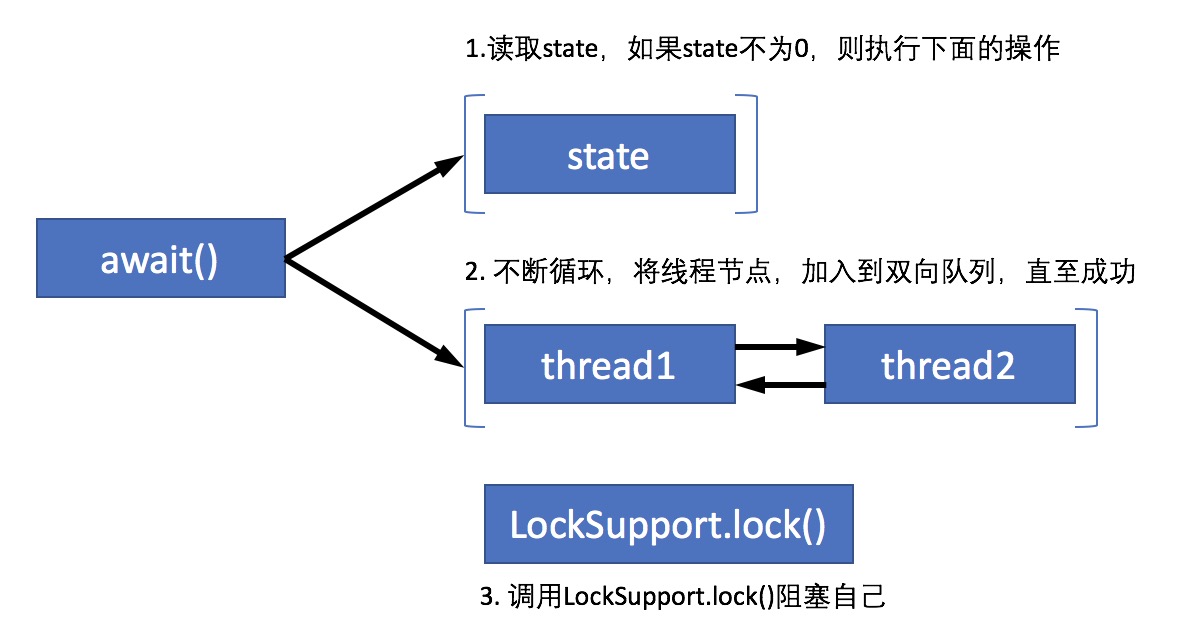 1.读取state，如果state不为0，则执行下面的操作
state
await()
2. 不断循环，将线程节点，加入到双向队列，直至成功
thread1
thread2
LockSupport.lock()
3. 调用LockSupport.lock()阻塞自己